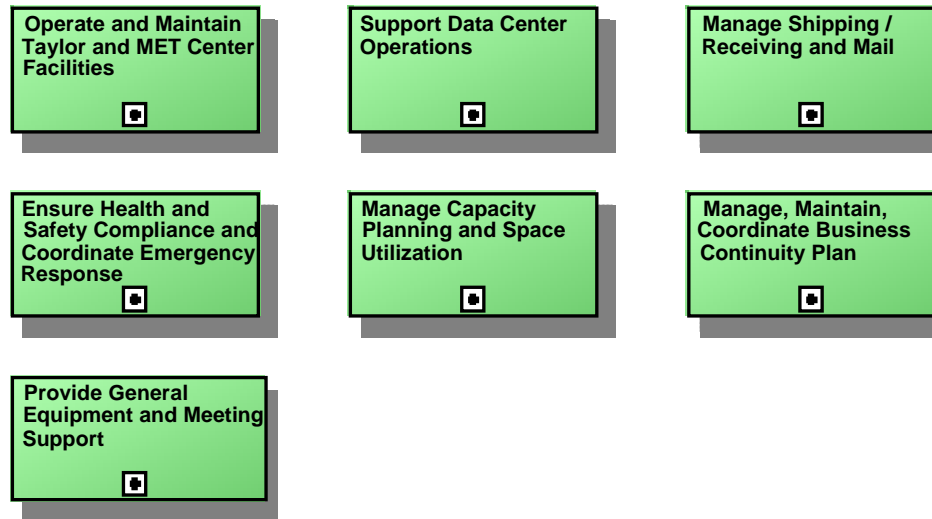 Operate and Maintain
Taylor and MET Center
Facilities
Support Data Center
Operations
Manage Shipping /
Receiving and Mail
Ensure Health and
Safety Compliance and
Coordinate Emergency
Response
Manage Capacity
Planning and Space
Utilization
Manage, Maintain,
Coordinate Business
Continuity Plan
Provide General
Equipment and Meeting
Support